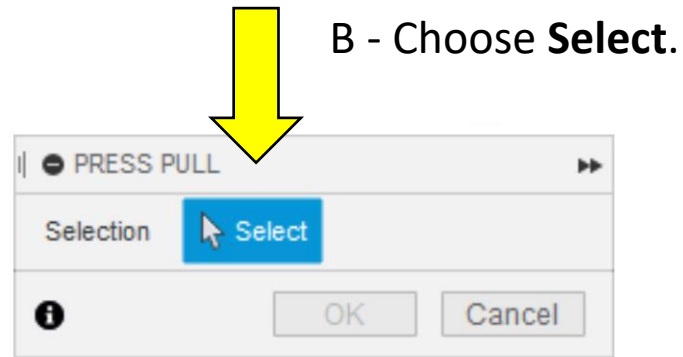 B - Choose Select.
PRESS PULL
Selection Select
OK Cancel